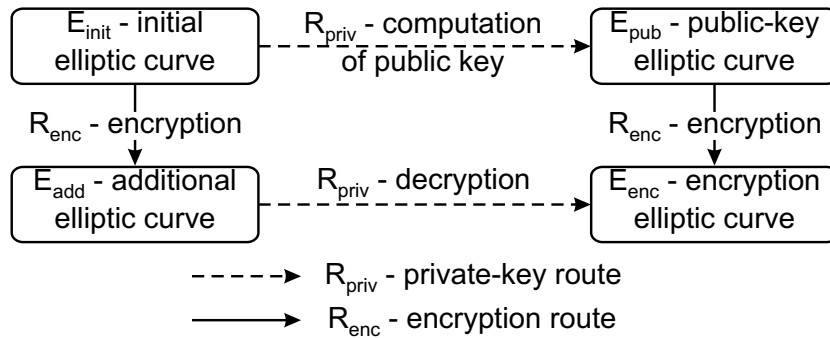 E_init - initial
elliptic curve
R_priv - computation
of public key
E_pub - public-key
elliptic curve
R_enc - encryption
R_enc - encryption
E_add - additional
elliptic curve
R_priv - decryption
E_enc - encryption
elliptic curve
R_priv - private-key route
R_enc - encryption route